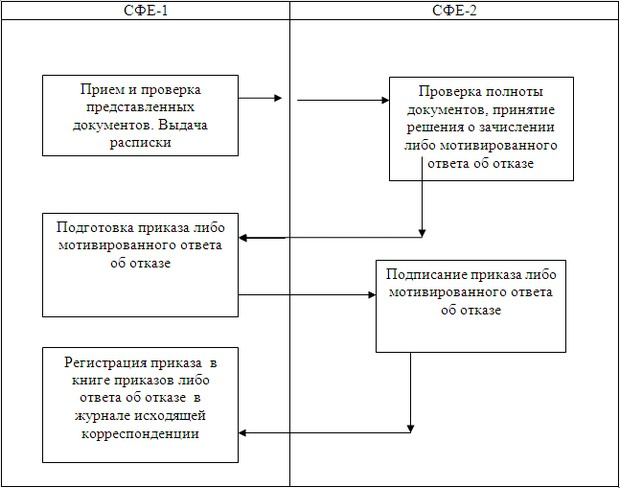 СФЕ-1
СФЕ-2
Прием и проверка
представленных
документов. Выдача
расписки
Проверка полноты
документов, принятие
решения о зачислении
либо мотивированного
ответа об отказе
Подготовка приказа либо
мотивированного ответа
об отказе
Подписание приказа либо
мотивированного ответа
об отказе
Регистрация приказа в
книге приказов либо
ответа об отказе в
журнале исходящей
корреспонденции